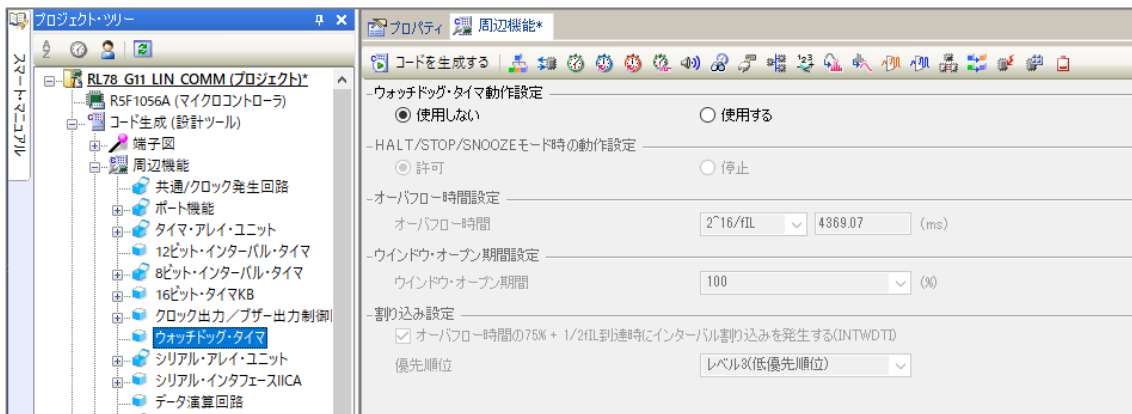 スマートマニュアル
プロジェクト・ツリー
RL78_G11_LIN_COMM (プロジェクト)*
R5F1056A (マイクロコントローラ)
コード生成 (設計ツール)
端子図
周辺機能
共通/クロック発生回路
ポート機能
タイマ・アレイ・ユニット
12ビット・インターバル・タイマ
8ビット・インターバル・タイマ
16ビット・タイマKB
クロック出力／ブザー出力制御
ウォッチドッグ・タイマ
シリアル・アレイ・ユニット
シリアル・インタフェースIICA
データ演算回路
プロパティ 周辺機能*
コードを生成する
ウォッチドッグ・タイマ動作設定
使用しない 使用する
HALT/STOP/SNOOZEモード時の動作設定
許可 停止
オーバフロー時間設定
オーバフロー時間 2^16/fIL 4369.07 (ms)
ウインドウ・オープン期間設定
ウインドウ・オープン期間 100 (%)
割り込み設定
オーバフロー時間の75% + 1/2fIL到達時にインターバル割り込みを発生する(INTWDTI)
優先順位 レベル3(低優先順位)